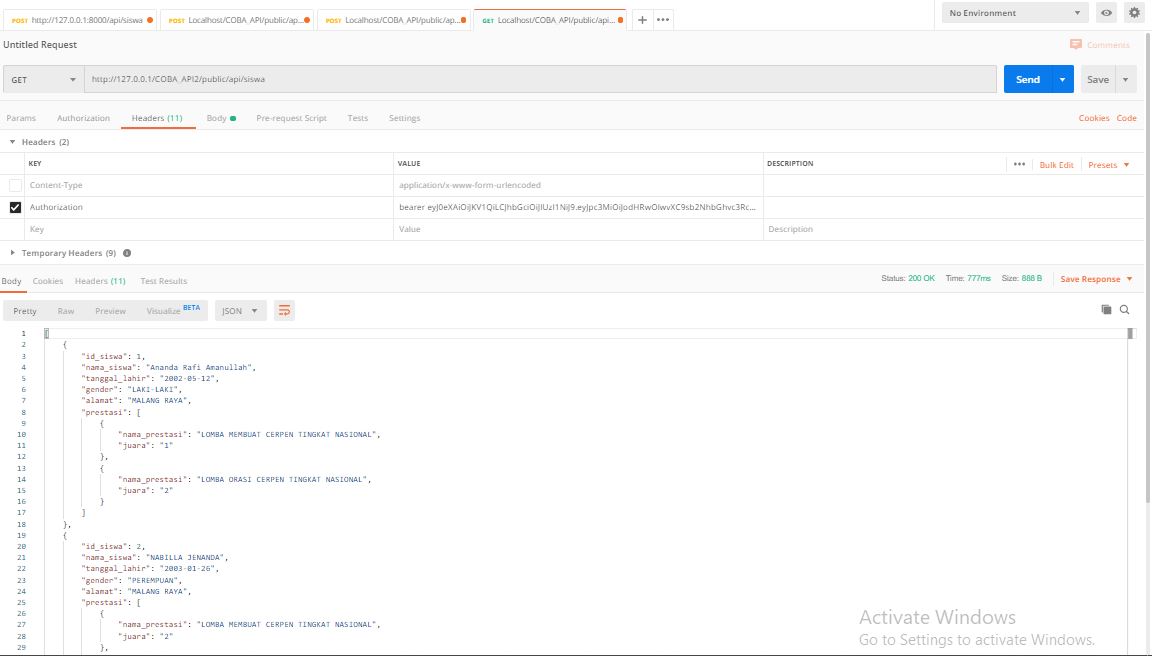 POST http://127.0.0.1:8000/api/siswa POST Localhost/COBA_API/public/ap... POST Localhost/COBA_API/public/ap... GET Localhost/COBA_API/public/api... + ••• No Environment
Untitled Request Comments
GET http://127.0.0.1/COBA_API2/public/api/siswa Send Save
Params Authorization Headers (11) Body Pre-request Script Tests Settings Cookies Code
Headers (2)
KEY VALUE DESCRIPTION ••• Bulk Edit Presets
Content-Type application/x-www-form-urlencoded
Authorization bearer
Key Value Description
Temporary Headers (9)
Body Cookies Headers (11) Test Results Status: 200 OK Time: 777ms Size: 888 B Save Response
Pretty Raw Preview Visualize BETA JSON
1 [
2 {
3 "id_siswa": 1,
4 "nama_siswa": "Ananda Rafi Amanullah",
5 "tanggal_lahir": "2002-05-12",
6 "gender": "LAKI-LAKI",
7 "alamat": "MALANG RAYA",
8 "prestasi": [
9 {
10 "nama_prestasi": "LOMBA MEMBUAT CERPEN TINGKAT NASIONAL",
11 "juara": "1"
12 },
13 {
14 "nama_prestasi": "LOMBA ORASI CERPEN TINGKAT NASIONAL",
15 "juara": "2"
16 }
17 ]
18 },
19 {
20 "id_siswa": 2,
21 "nama_siswa": "NABILLA JENANDA",
22 "tanggal_lahir": "2003-01-26",
23 "gender": "PEREMPUAN",
24 "alamat": "MALANG RAYA",
25 "prestasi": [
26 {
27 "nama_prestasi": "LOMBA MEMBUAT CERPEN TINGKAT NASIONAL",
28 "juara": "2"
29 },
Activate Windows
Go to Settings to activate Windows.